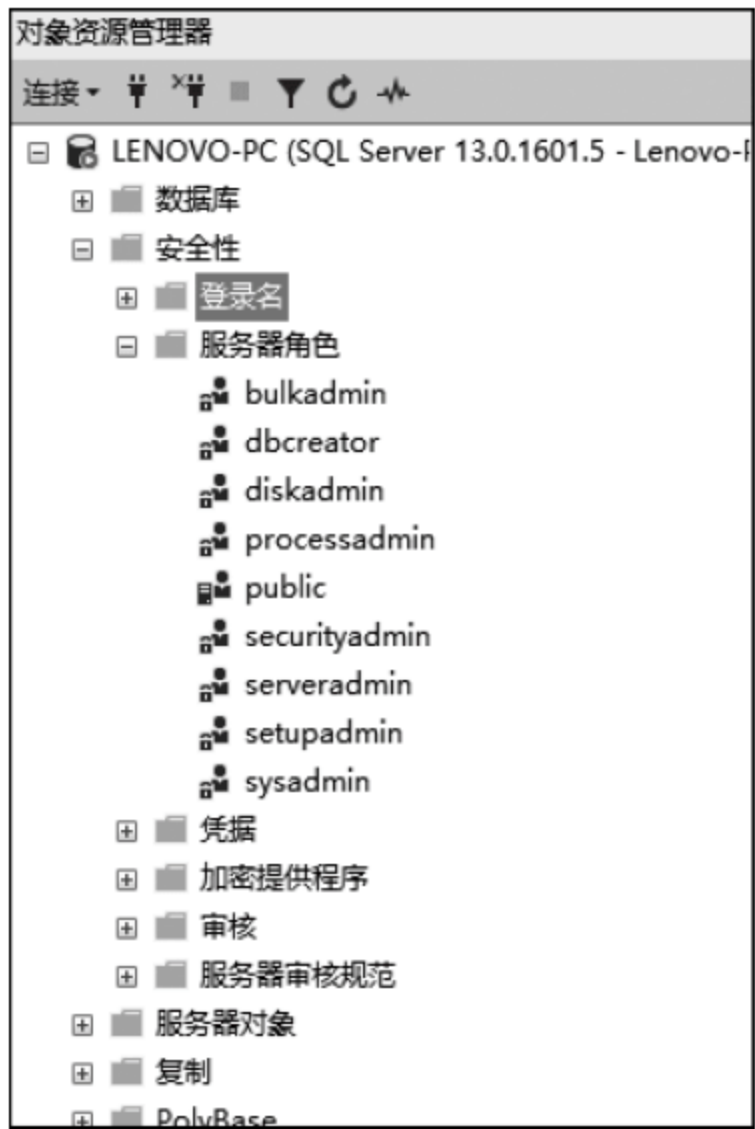 对象资源管理器
连接
LENOVO-PC (SQL Server 13.0.1601.5 - Lenovo-
数据库
安全性
登录名
服务器角色
bulkadmin
dbcreator
diskadmin
processadmin
public
securityadmin
serveradmin
setupadmin
sysadmin
凭据
加密提供程序
审核
服务器审核规范
服务器对象
复制
PolyBase